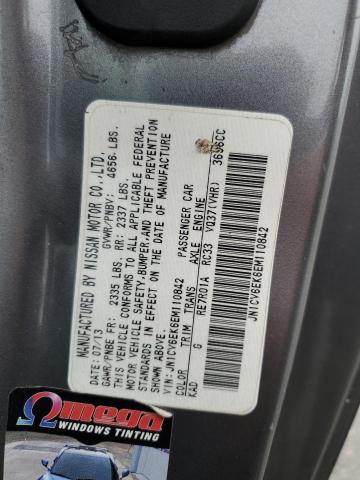 MANUFACTURED BY NISSAN MOTOR CO.,LTD.
DATE: 07/13 GVWR/PNBV: 4656 LBS.
GAWR/PNBE FR: 2335 LBS. RR: 2337 LBS.
THIS VEHICLE CONFORMS TO ALL APPLICABLE FEDERAL
MOTOR VEHICLE SAFETY,BUMPER,AND THEFT PREVENTION
STANDARDS IN EFFECT ON THE DATE OF MANUFACTURE
SHOWN ABOVE.
VIN: JN1CV6EK6EM110842 PASSENGER CAR
COLOR TRIM TRANS AXLE ENGINE
KAD G RE7R01A RC33 VQ37(VHR) 3696CC
JN1CV6EK6EM110842
Omega
WINDOWS TINTING